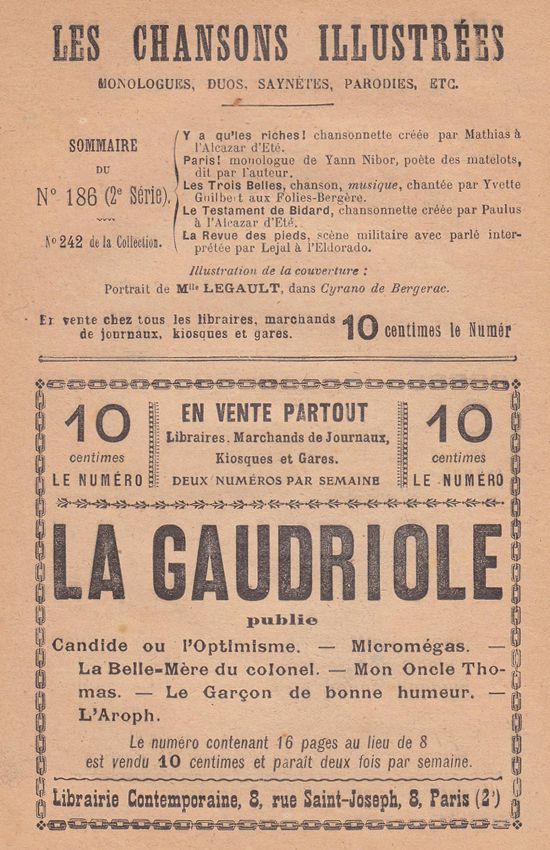 LES CHANSONS ILLUSTRÉES
MONOLOGUES, DUOS, SAYNÈTES, PARODIES, ETC.
SOMMAIRE
DU
N° 186 (2e Série).
N° 242 de la Collection.
Y a qu'les riches! chansonnette créée par Mathias à
l'Alcazar d'Eté.
Paris! monologue de Yann Nibor, poète des matelots,
dit par l'auteur.
Les Trois Belles, chanson, musique, chantée par Yvette
Guilbert aux Folies-Bergère.
Le Testament de Bidard, chansonnette créée par Paulus
à l'Alcazar d'Eté.
La Revue des pieds, scène militaire avec parlé inter-
prétée par Lejal à l'Eldorado.
Illustration de la couverture :
Portrait de Mlle LEGAULT, dans Cyrano de Bergerac.
En vente chez tous les libraires, marchands
de journaux, kiosques et gares.
10 centimes le Numér
10
centimes
LE NUMÉRO
EN VENTE PARTOUT
Libraires, Marchands de Journaux,
Kiosques et Gares.
DEUX NUMÉROS PAR SEMAINE
10
centimes
LE NUMÉRO
LA GAUDRIOLE
publie
Candide ou l'Optimisme. — Micromégas. —
La Belle-Mère du colonel. — Mon Oncle Tho-
mas. — Le Garçon de bonne humeur. —
L'Aroph.
Le numéro contenant 16 pages au lieu de 8
est vendu 10 centimes et paraît deux fois par semaine.
Librairie Contemporaine, 8, rue Saint-Joseph, 8, Paris (2e)